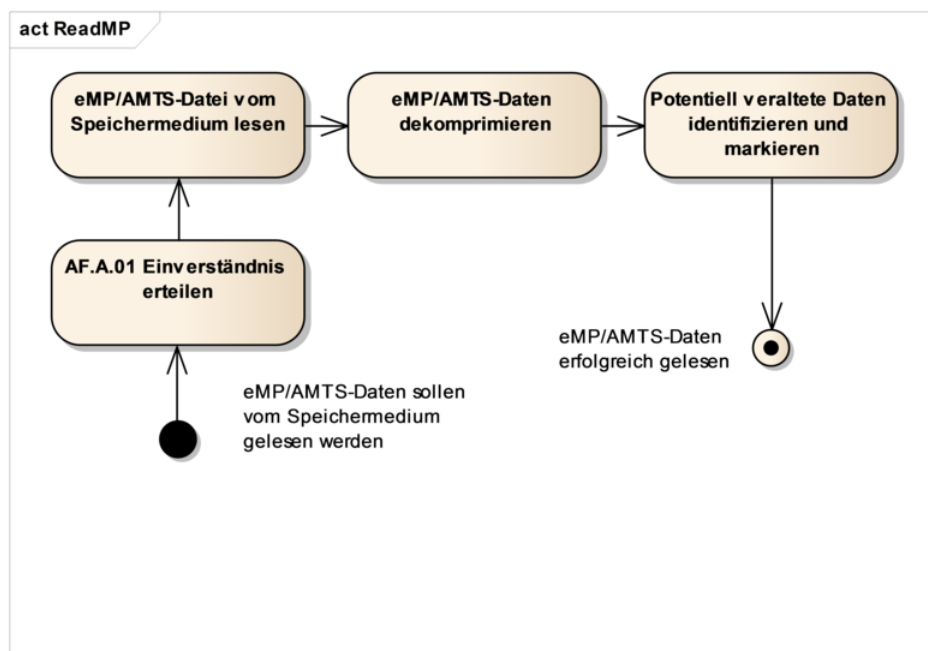 act ReadMP
eMP/AMTS-Datei vom
Speichermedium lesen
eMP/AMTS-Daten
dekomprimieren
Potentiell veraltete Daten
identifizieren und
markieren
AF.A.01 Einverständnis
erteilen
eMP/AMTS-Daten
erfolgreich gelesen
eMP/AMTS-Daten sollen
vom Speichermedium
gelesen werden